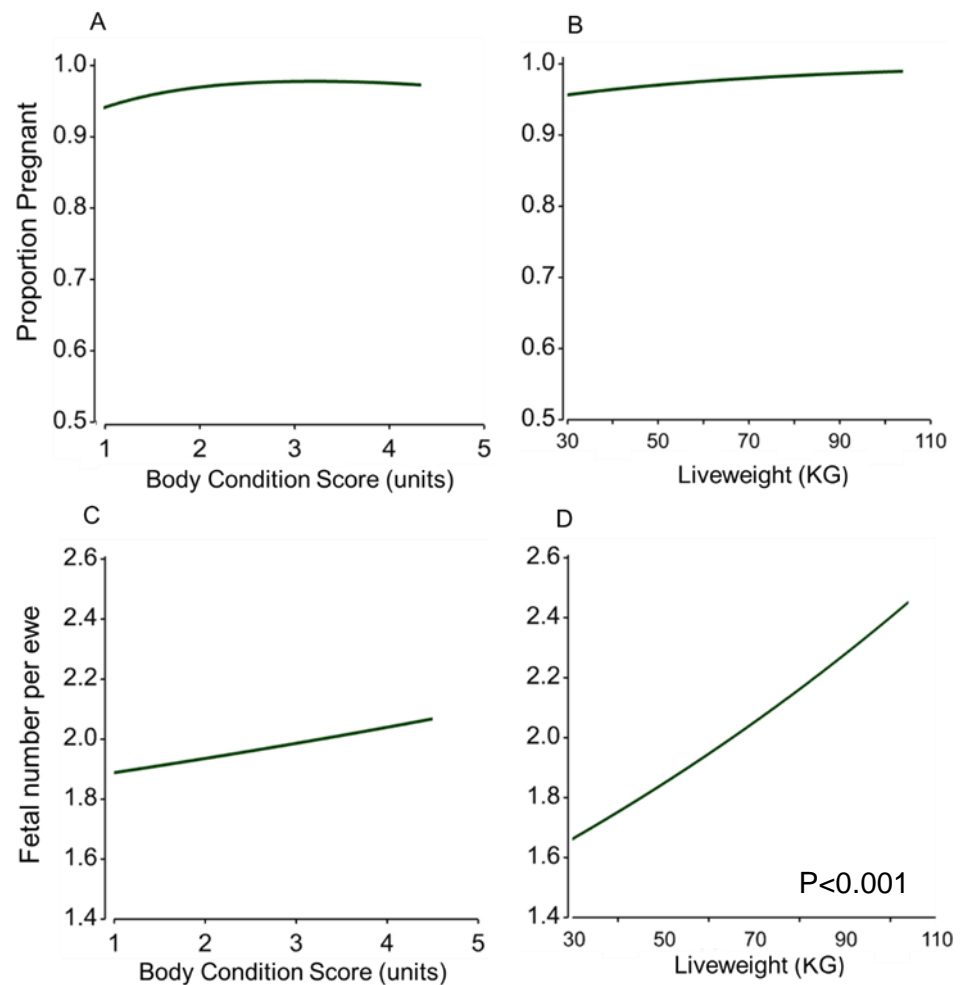 A
Proportion Pregnant
1.0
0.9
0.8
0.7
0.6
0.5
1 2 3 4 5
Body Condition Score (units)
B
1.0
0.9
0.8
0.7
0.6
0.5
30 50 70 90 110
Liveweight (KG)
C
Fetal number per ewe
2.6
2.4
2.2
2.0
1.8
1.6
1.4
1 2 3 4 5
Body Condition Score (units)
D
2.6
2.4
2.2
2.0
1.8
1.6
1.4
P<0.001
30 50 70 90 110
Liveweight (KG)